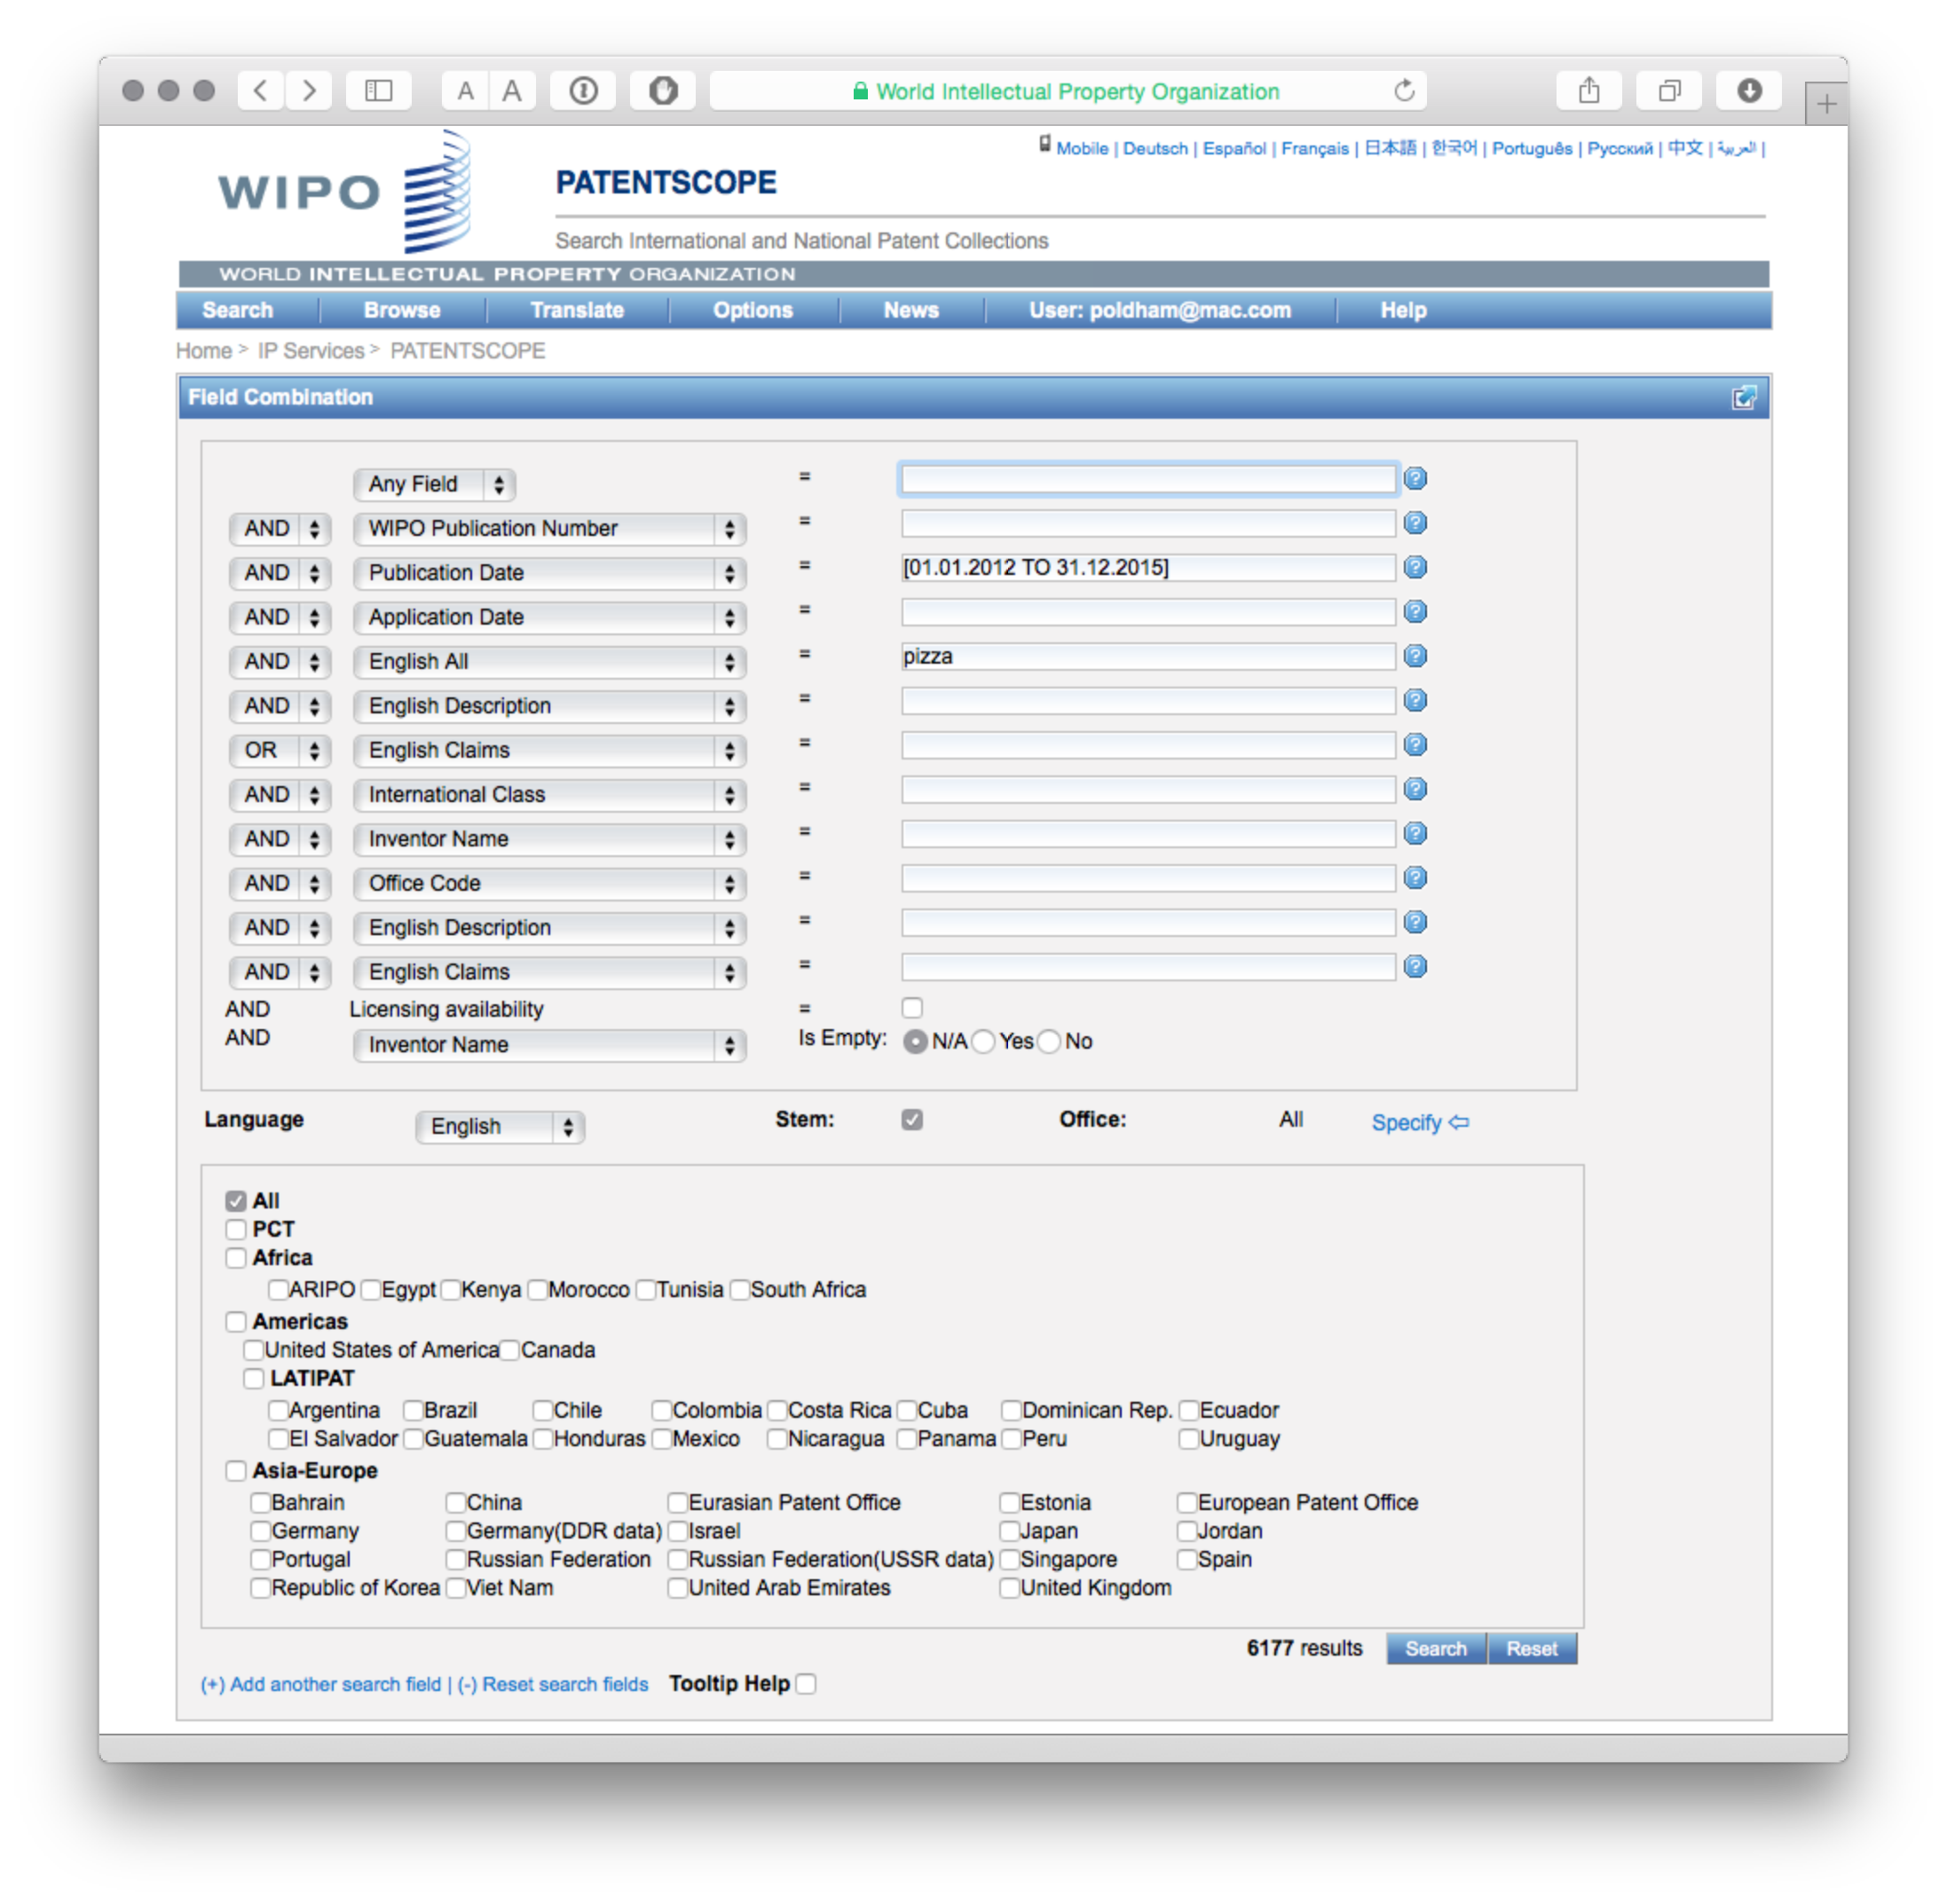 A A World Intellectual Property Organization
Mobile | Deutsch | Español | Français | 日本語 | 한국어 | Português | Русский | 中文 | العربية |
WIPO PATENTSCOPE
Search International and National Patent Collections
WORLD INTELLECTUAL PROPERTY ORGANIZATION
Search Browse Translate Options News User: poldham@mac.com Help
Home > IP Services > PATENTSCOPE
Field Combination
Any Field =
AND WIPO Publication Number =
AND Publication Date = [01.01.2012 TO 31.12.2015]
AND Application Date =
AND English All = pizza
AND English Description =
OR English Claims =
AND International Class =
AND Inventor Name =
AND Office Code =
AND English Description =
AND English Claims =
AND Licensing availability =
AND Inventor Name Is Empty: N/A Yes No
Language English Stem: Office: All Specify
All
PCT
Africa
ARIPO Egypt Kenya Morocco Tunisia South Africa
Americas
United States of America Canada
LATIPAT
Argentina Brazil Chile Colombia Costa Rica Cuba Dominican Rep. Ecuador
El Salvador Guatemala Honduras Mexico Nicaragua Panama Peru Uruguay
Asia-Europe
Bahrain China Eurasian Patent Office Estonia European Patent Office
Germany Germany(DDR data) Israel Japan Jordan
Portugal Russian Federation Russian Federation(USSR data) Singapore Spain
Republic of Korea Viet Nam United Arab Emirates United Kingdom
6177 results Search Reset
(+) Add another search field | (-) Reset search fields Tooltip Help